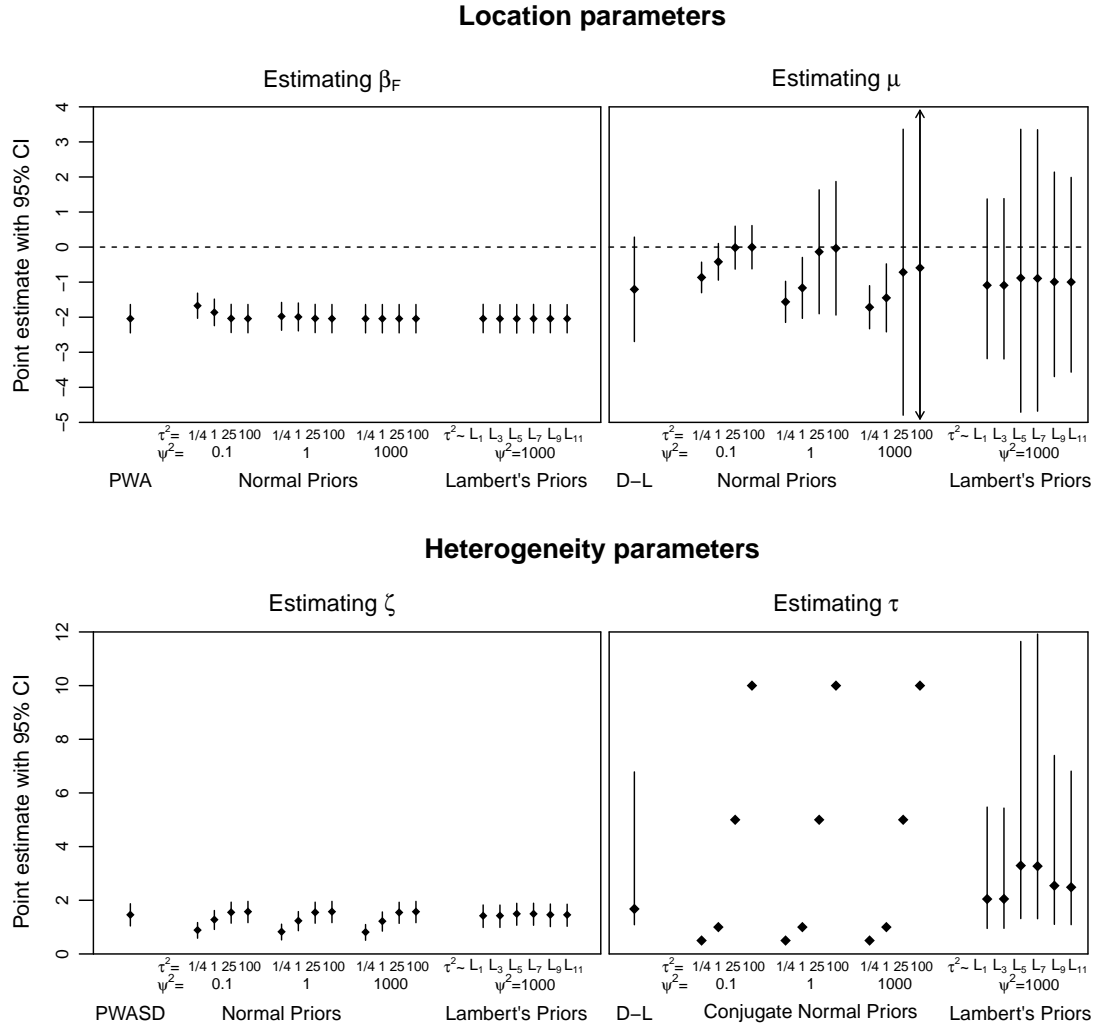 Location parameters
Estimating β_F
Estimating μ
Point estimate with 95% CI
4
3
2
1
0
−1
−2
−3
−4
−5
τ²= 1/4 1 25 100 1/4 1 25 100 1/4 1 25 100 τ²~ L₁ L₃ L₅ L₇ L₉ L₁₁
ψ²= 0.1 1 1000 ψ²=1000
PWA Normal Priors Lambert's Priors
τ²= 1/4 1 25 100 1/4 1 25 100 1/4 1 25 100 τ²~ L₁ L₃ L₅ L₇ L₉ L₁₁
ψ²= 0.1 1 1000 ψ²=1000
D−L Normal Priors Lambert's Priors
Heterogeneity parameters
Estimating ζ
Estimating τ
Point estimate with 95% CI
12
10
8
6
4
2
0
τ²= 1/4 1 25 100 1/4 1 25 100 1/4 1 25 100 τ²~ L₁ L₃ L₅ L₇ L₉ L₁₁
ψ²= 0.1 1 1000 ψ²=1000
PWASD Normal Priors Lambert's Priors
τ²= 1/4 1 25 100 1/4 1 25 100 1/4 1 25 100 τ²~ L₁ L₃ L₅ L₇ L₉ L₁₁
ψ²= 0.1 1 1000 ψ²=1000
D−L Conjugate Normal Priors Lambert's Priors